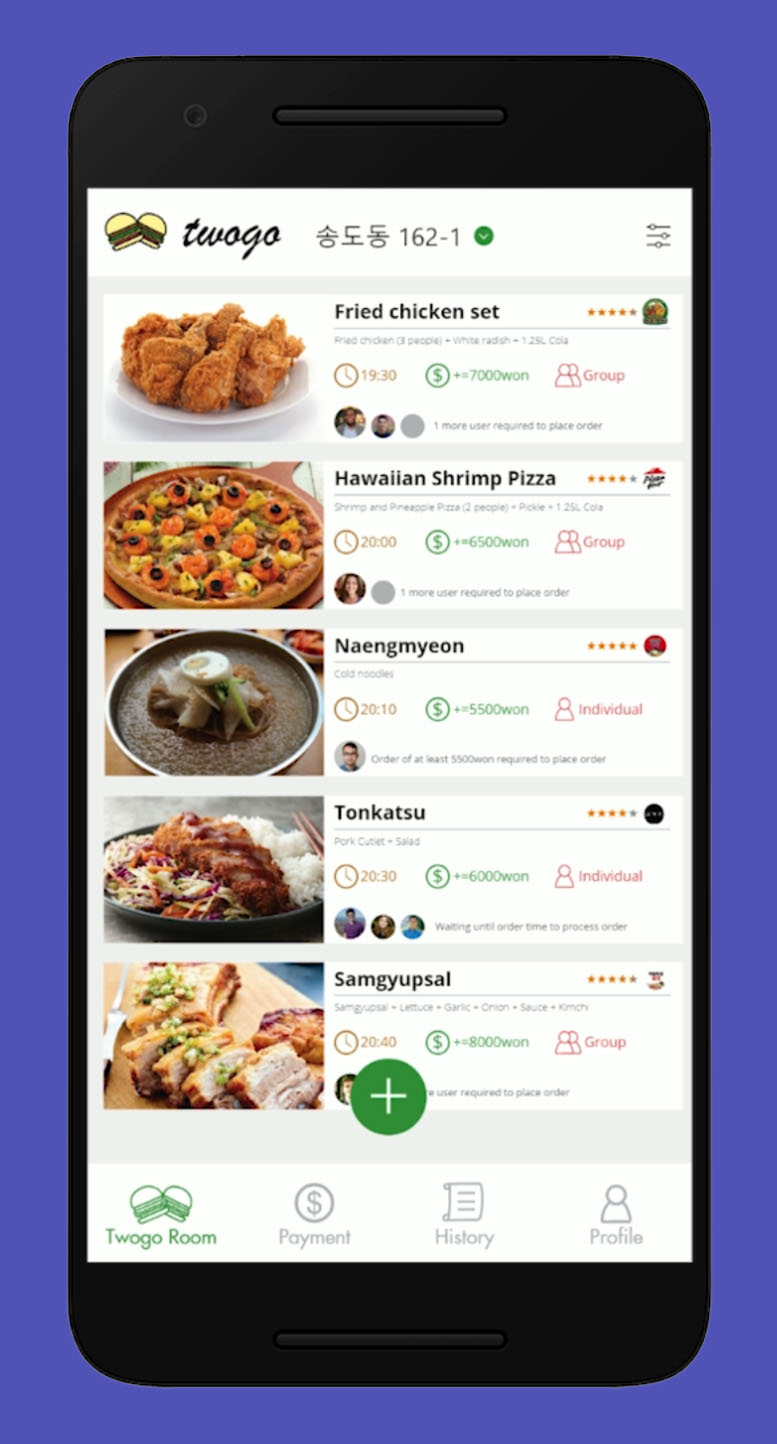 twogo 송도동 162-1
Fried chicken set
Fried chicken (3 people) + White radish + 1.25L Cola
19:30 $ +=7000won Group
1 more user required to place order
Hawaiian Shrimp Pizza
Shrimp and Pineapple Pizza (2 people) + Pickle + 1.25L Cola
20:00 $ +=6500won Group
1 more user required to place order
Naengmyeon
Cold noodles
20:10 $ +=5500won Individual
Order of at least 5500won required to place order
Tonkatsu
Pork Cutlet + Salad
20:30 $ +=6000won Individual
Waiting until order time to process order
Samgyupsal
Samgyupsal + Lettuce + Garlic + Onion + Sauce + Kimchi
20:40 $ +=8000won Group
user required to place order
$
Twogo Room Payment History Profile